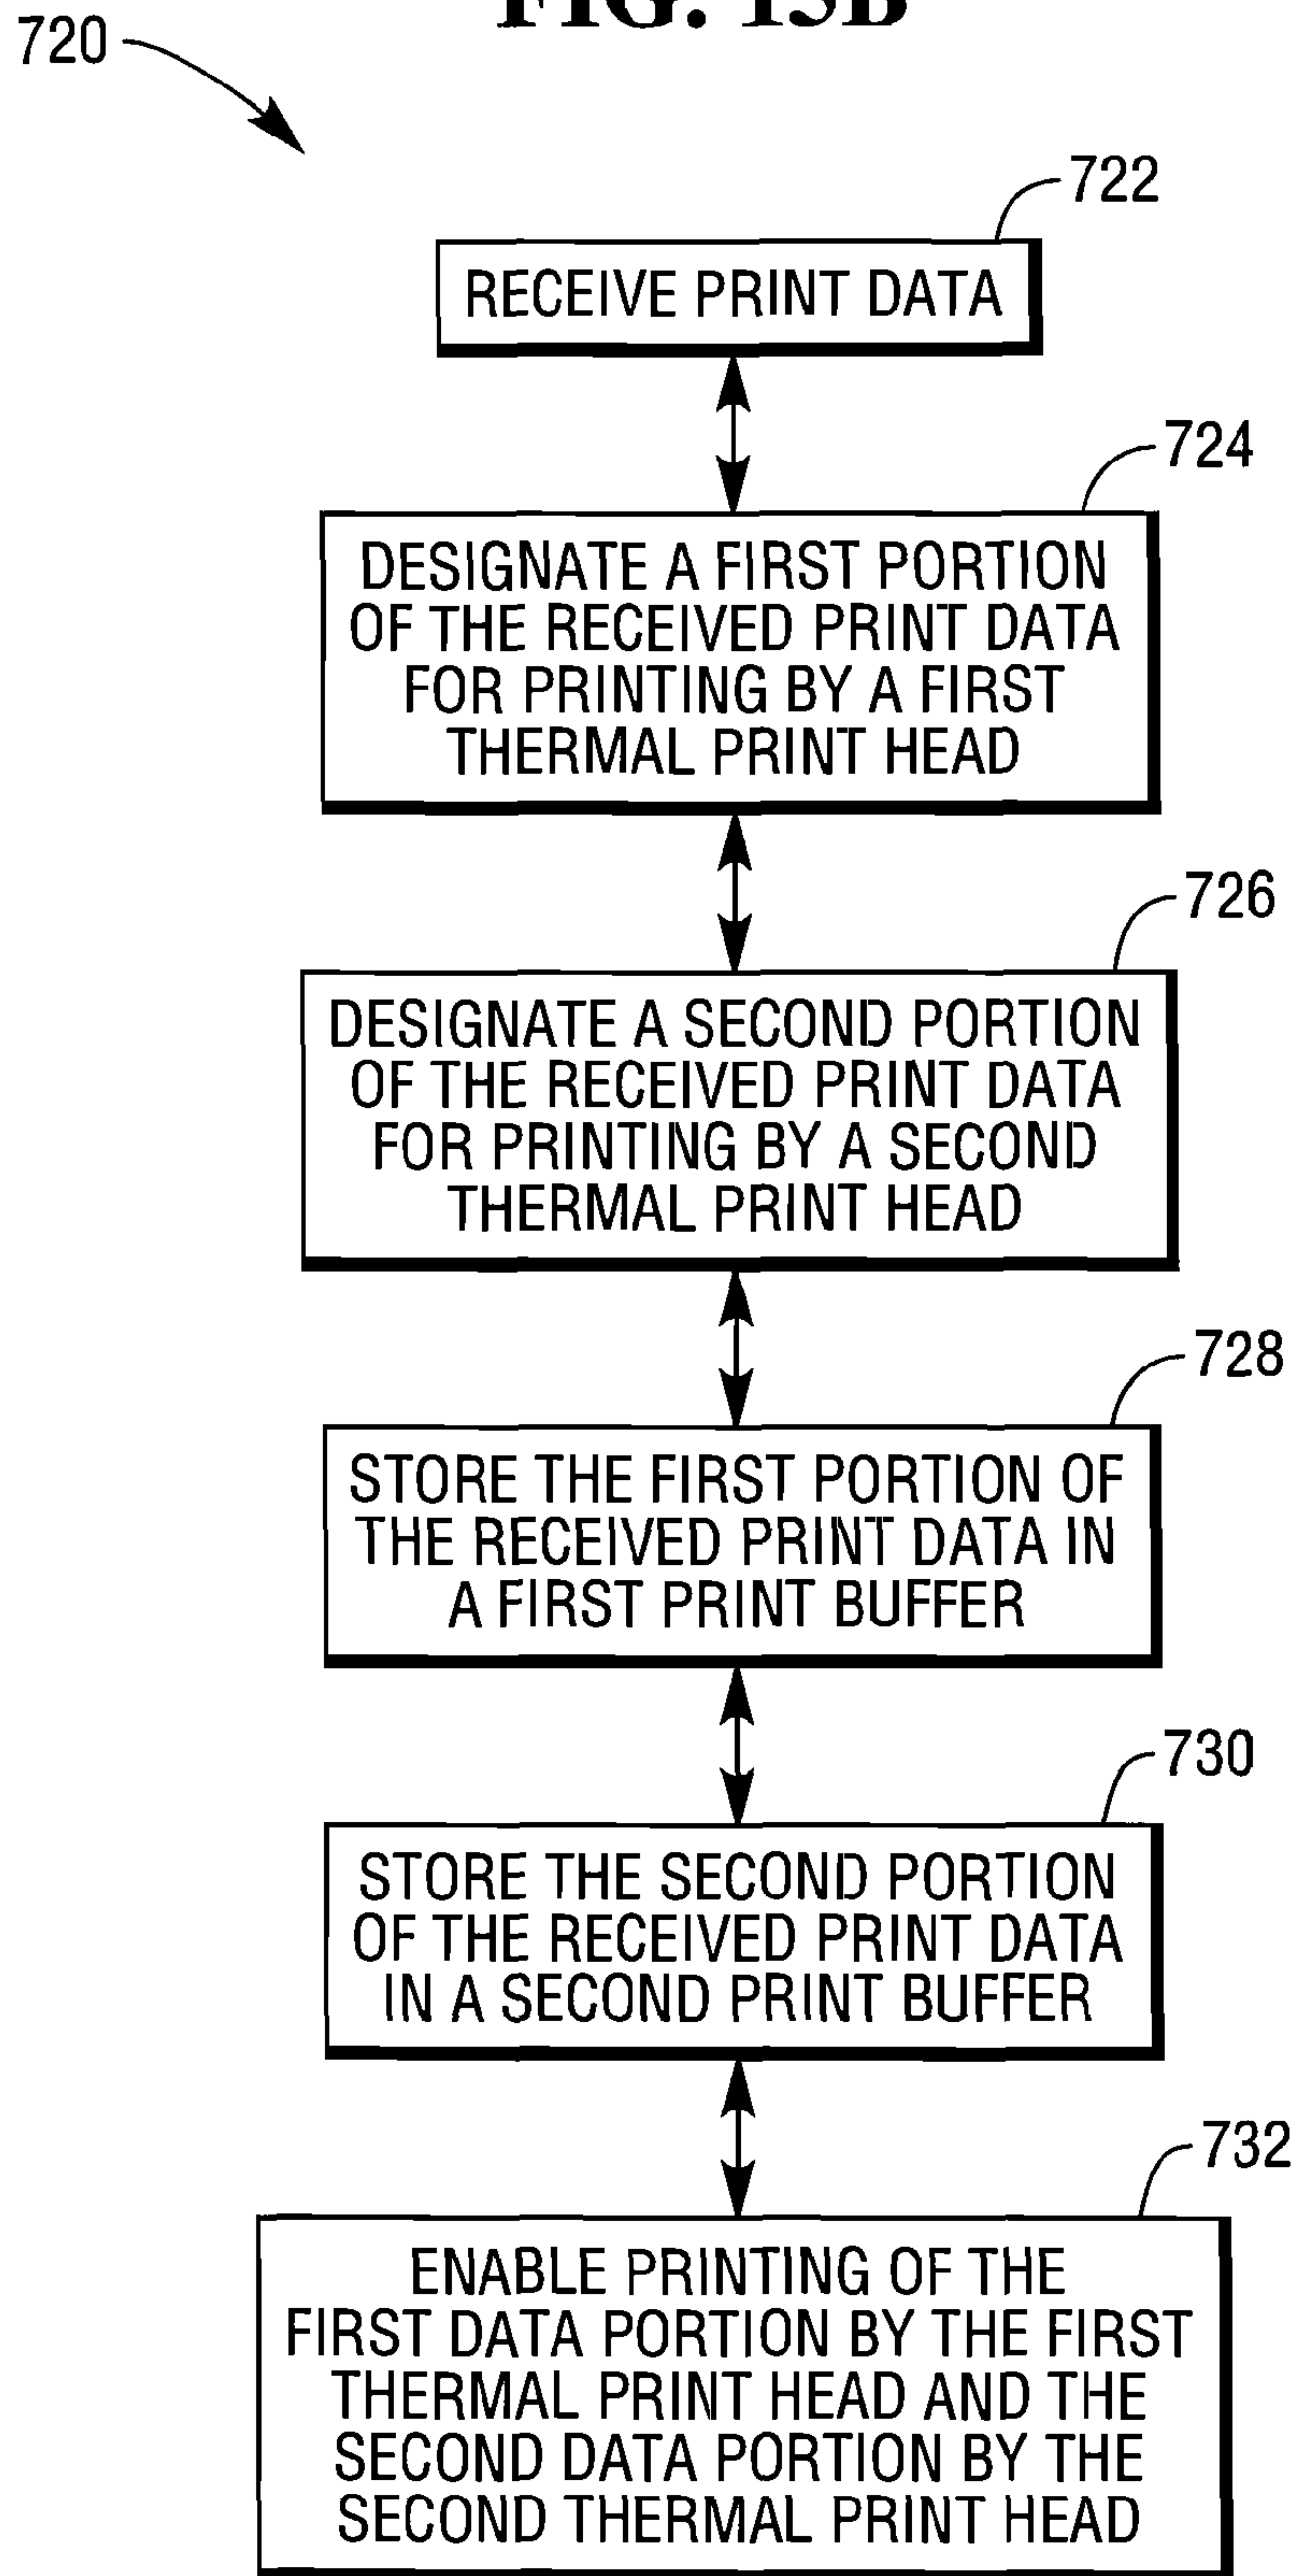 FIG. 15B
720
722
RECEIVE PRINT DATA
724
DESIGNATE A FIRST PORTION
OF THE RECEIVED PRINT DATA
FOR PRINTING BY A FIRST
THERMAL PRINT HEAD
726
DESIGNATE A SECOND PORTION
OF THE RECEIVED PRINT DATA
FOR PRINTING BY A SECOND
THERMAL PRINT HEAD
728
STORE THE FIRST PORTION OF
THE RECEIVED PRINT DATA IN
A FIRST PRINT BUFFER
730
STORE THE SECOND PORTION
OF THE RECEIVED PRINT DATA
IN A SECOND PRINT BUFFER
732
ENABLE PRINTING OF THE
FIRST DATA PORTION BY THE FIRST
THERMAL PRINT HEAD AND THE
SECOND DATA PORTION BY THE
SECOND THERMAL PRINT HEAD